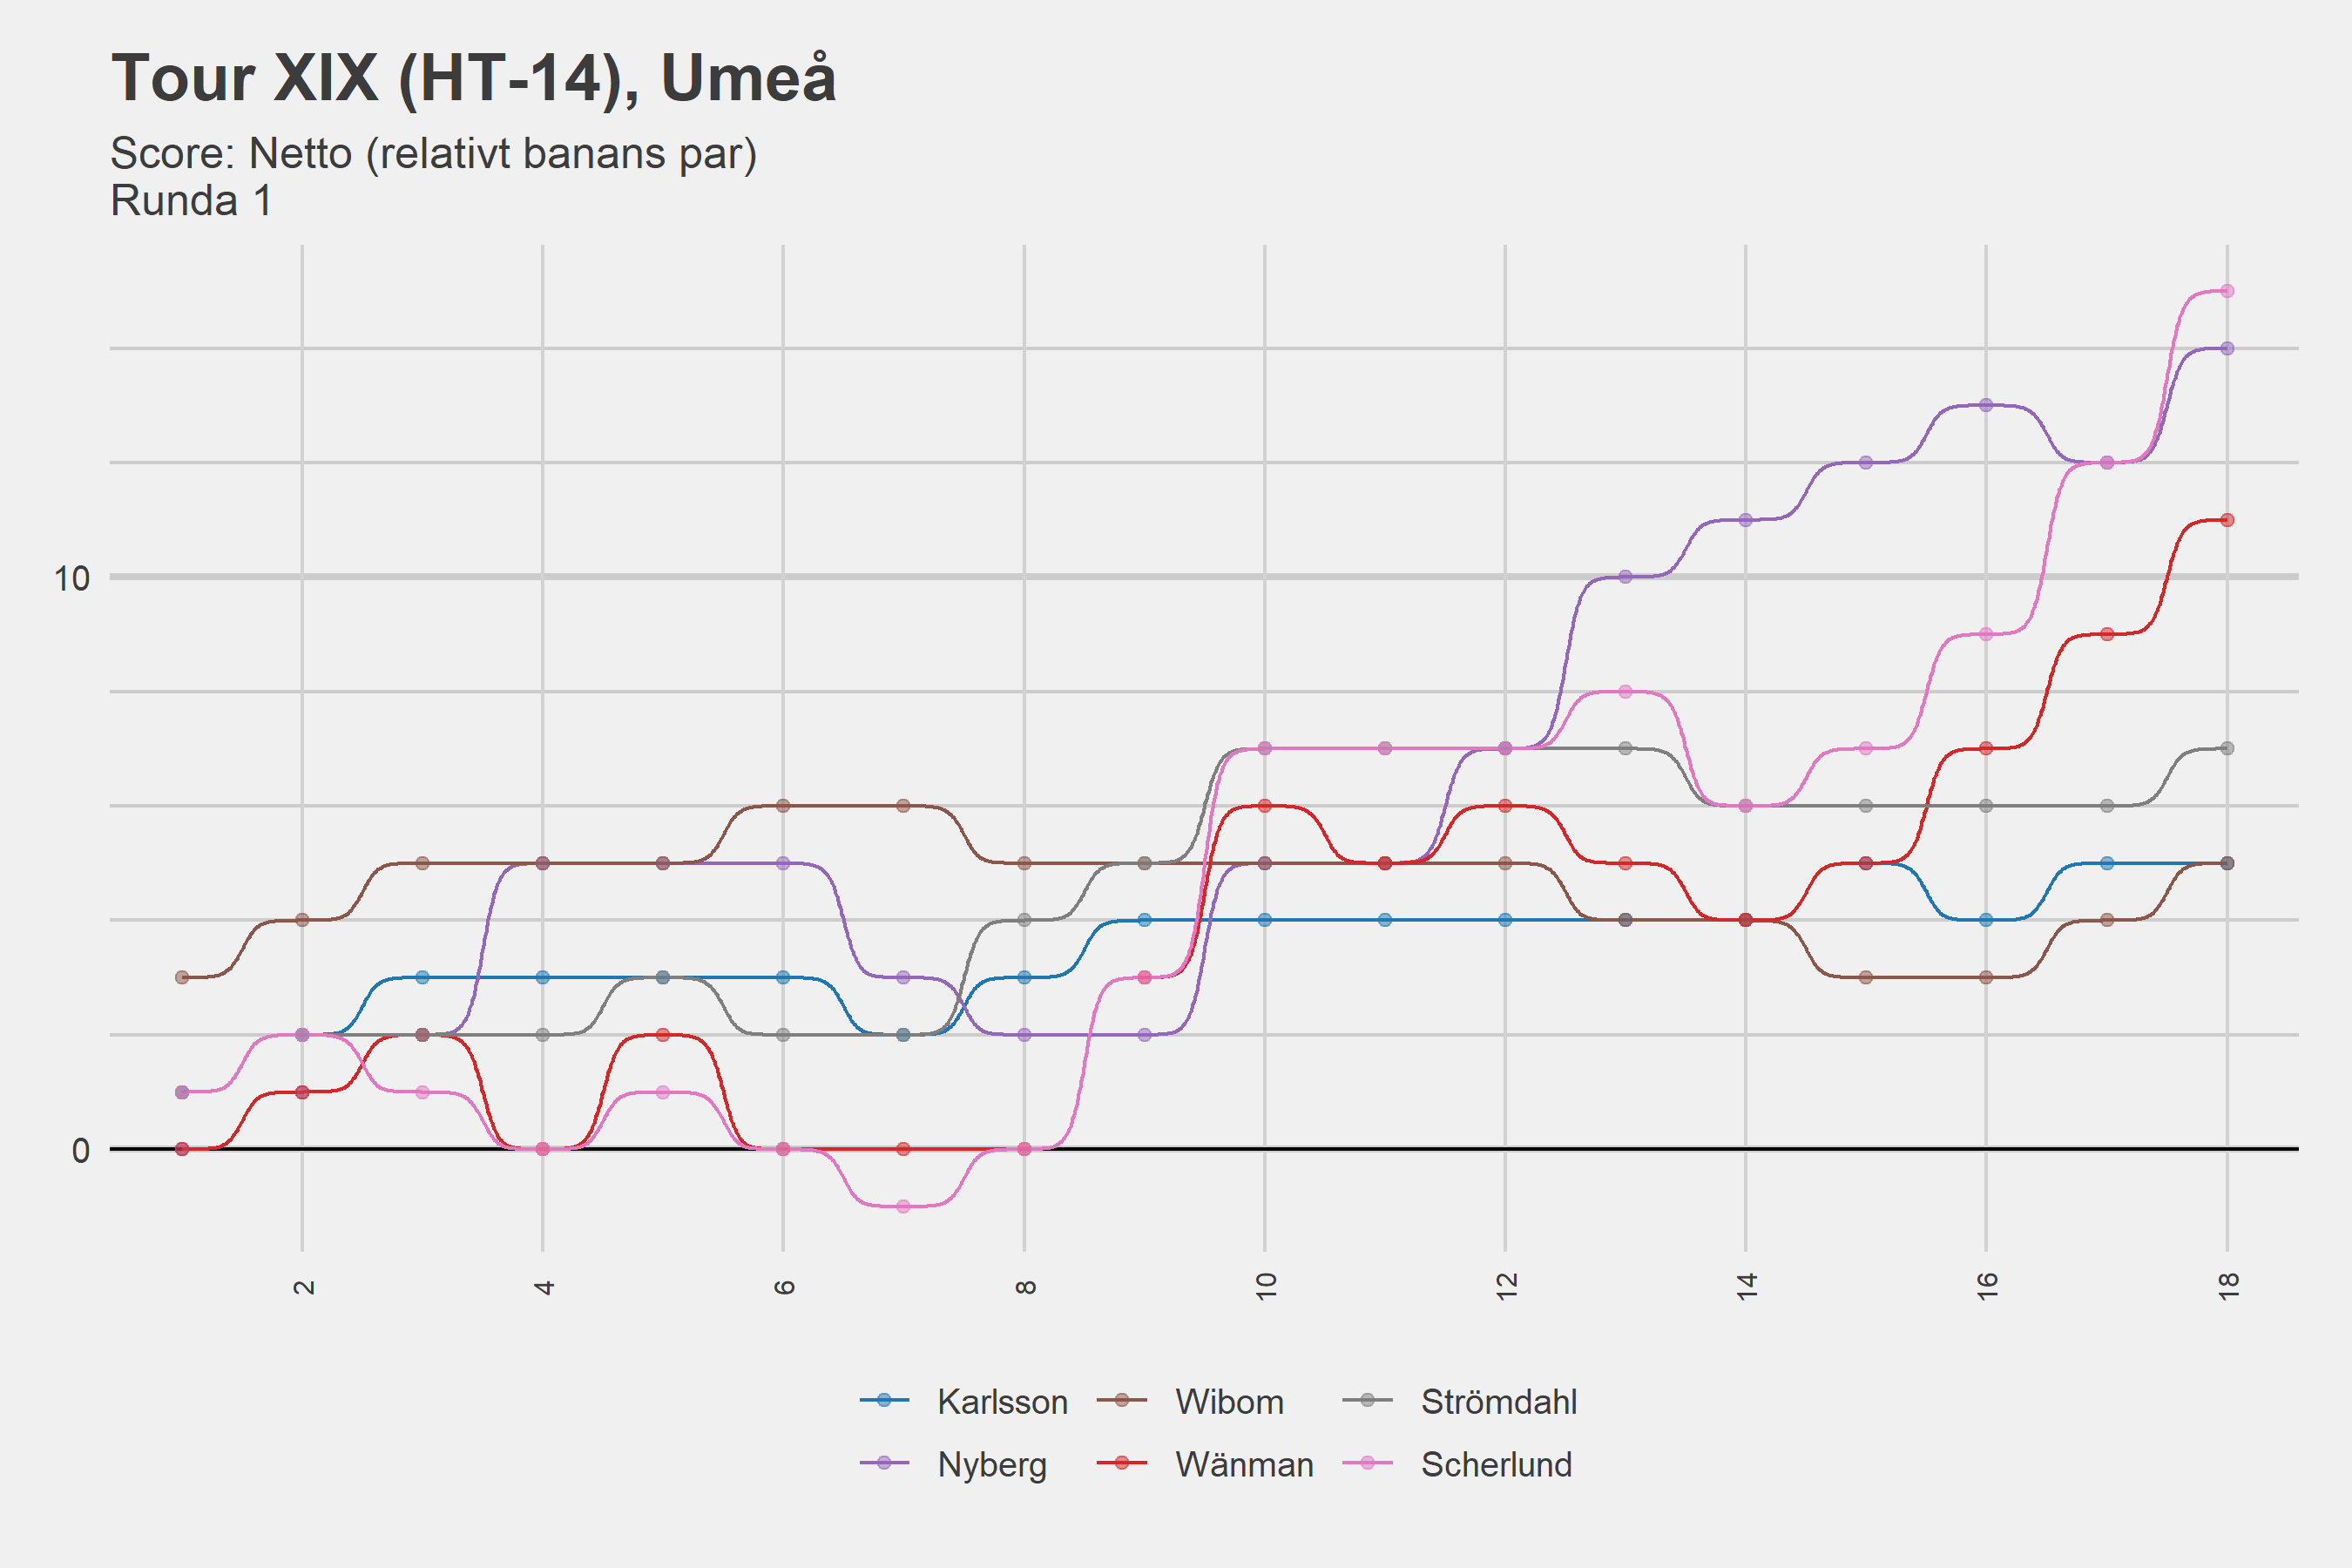 Tour XIX (HT-14), Umeå
Score: Netto (relativt banans par)
Runda 1
10
0
2 4 6 8 10 12 14 16 18
Karlsson Wibom Strömdahl
Nyberg Wänman Scherlund